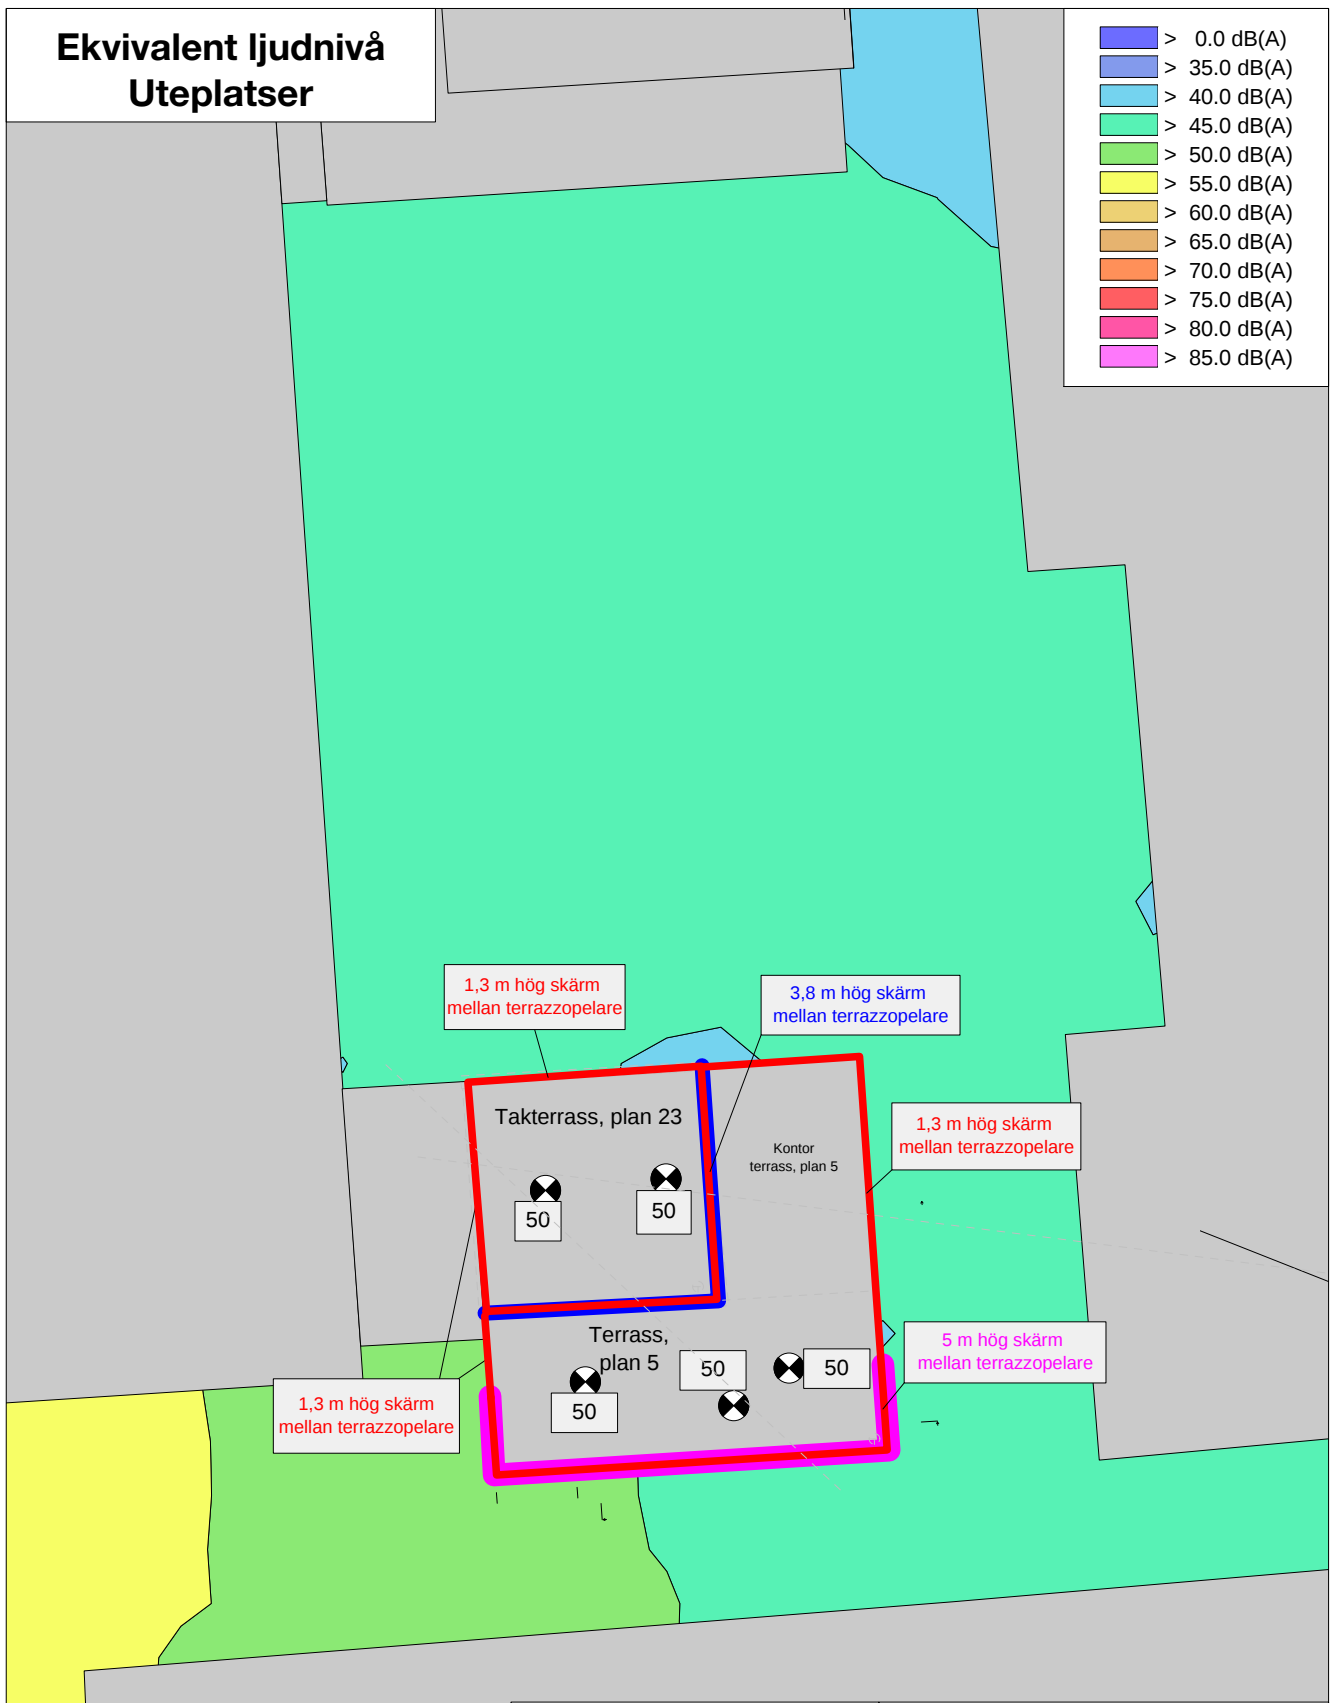 Ekvivalent ljudnivå
Uteplatser
> 0.0 dB(A)
> 35.0 dB(A)
> 40.0 dB(A)
> 45.0 dB(A)
> 50.0 dB(A)
> 55.0 dB(A)
> 60.0 dB(A)
> 65.0 dB(A)
> 70.0 dB(A)
> 75.0 dB(A)
> 80.0 dB(A)
> 85.0 dB(A)
1,3 m hög skärm
mellan terrazzopelare
3,8 m hög skärm
mellan terrazzopelare
Takterrass, plan 23
Kontor
terrass, plan 5
1,3 m hög skärm
mellan terrazzopelare
50
50
Terrass,
plan 5
50
50
50
5 m hög skärm
mellan terrazzopelare
1,3 m hög skärm
mellan terrazzopelare